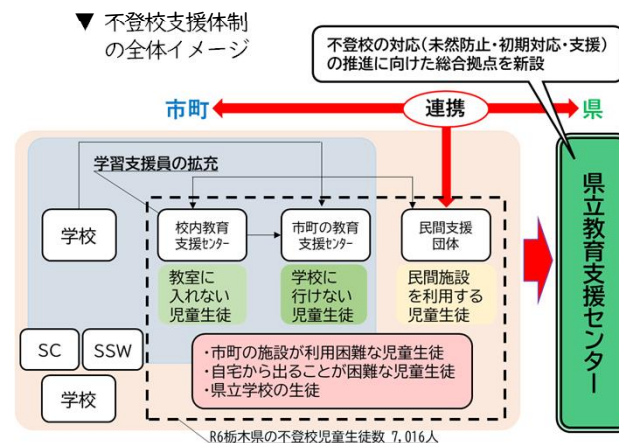 ▼ 不登校支援体制
の全体イメージ
不登校の対応(未然防止・初期対応・支援)
の推進に向けた総合拠点を新設
市町
連携
県
学習支援員の拡充
学校
校内教育
支援センター
市町の教育
支援センター
民間支援
団体
教室に
入れない
児童生徒
学校に
行けない
児童生徒
民間施設
を利用する
児童生徒
SC
SSW
学校
・市町の施設が利用困難な児童生徒
・自宅から出ることが困難な児童生徒
・県立学校の生徒
R6栃木県の不登校児童生徒数 7,016人
県立教育支援センター